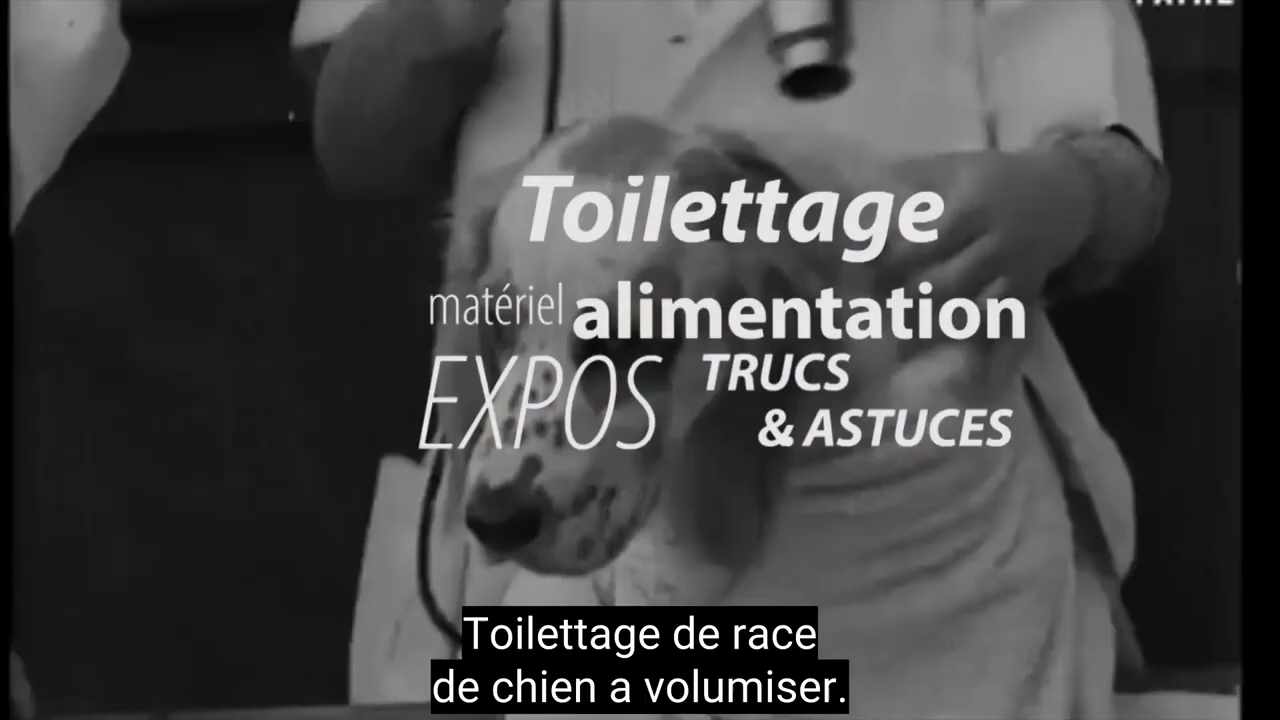 Toilettage
matériel alimentation
EXPOS TRUCS
& ASTUCES
Toilettage de race
de chien a volumiser.